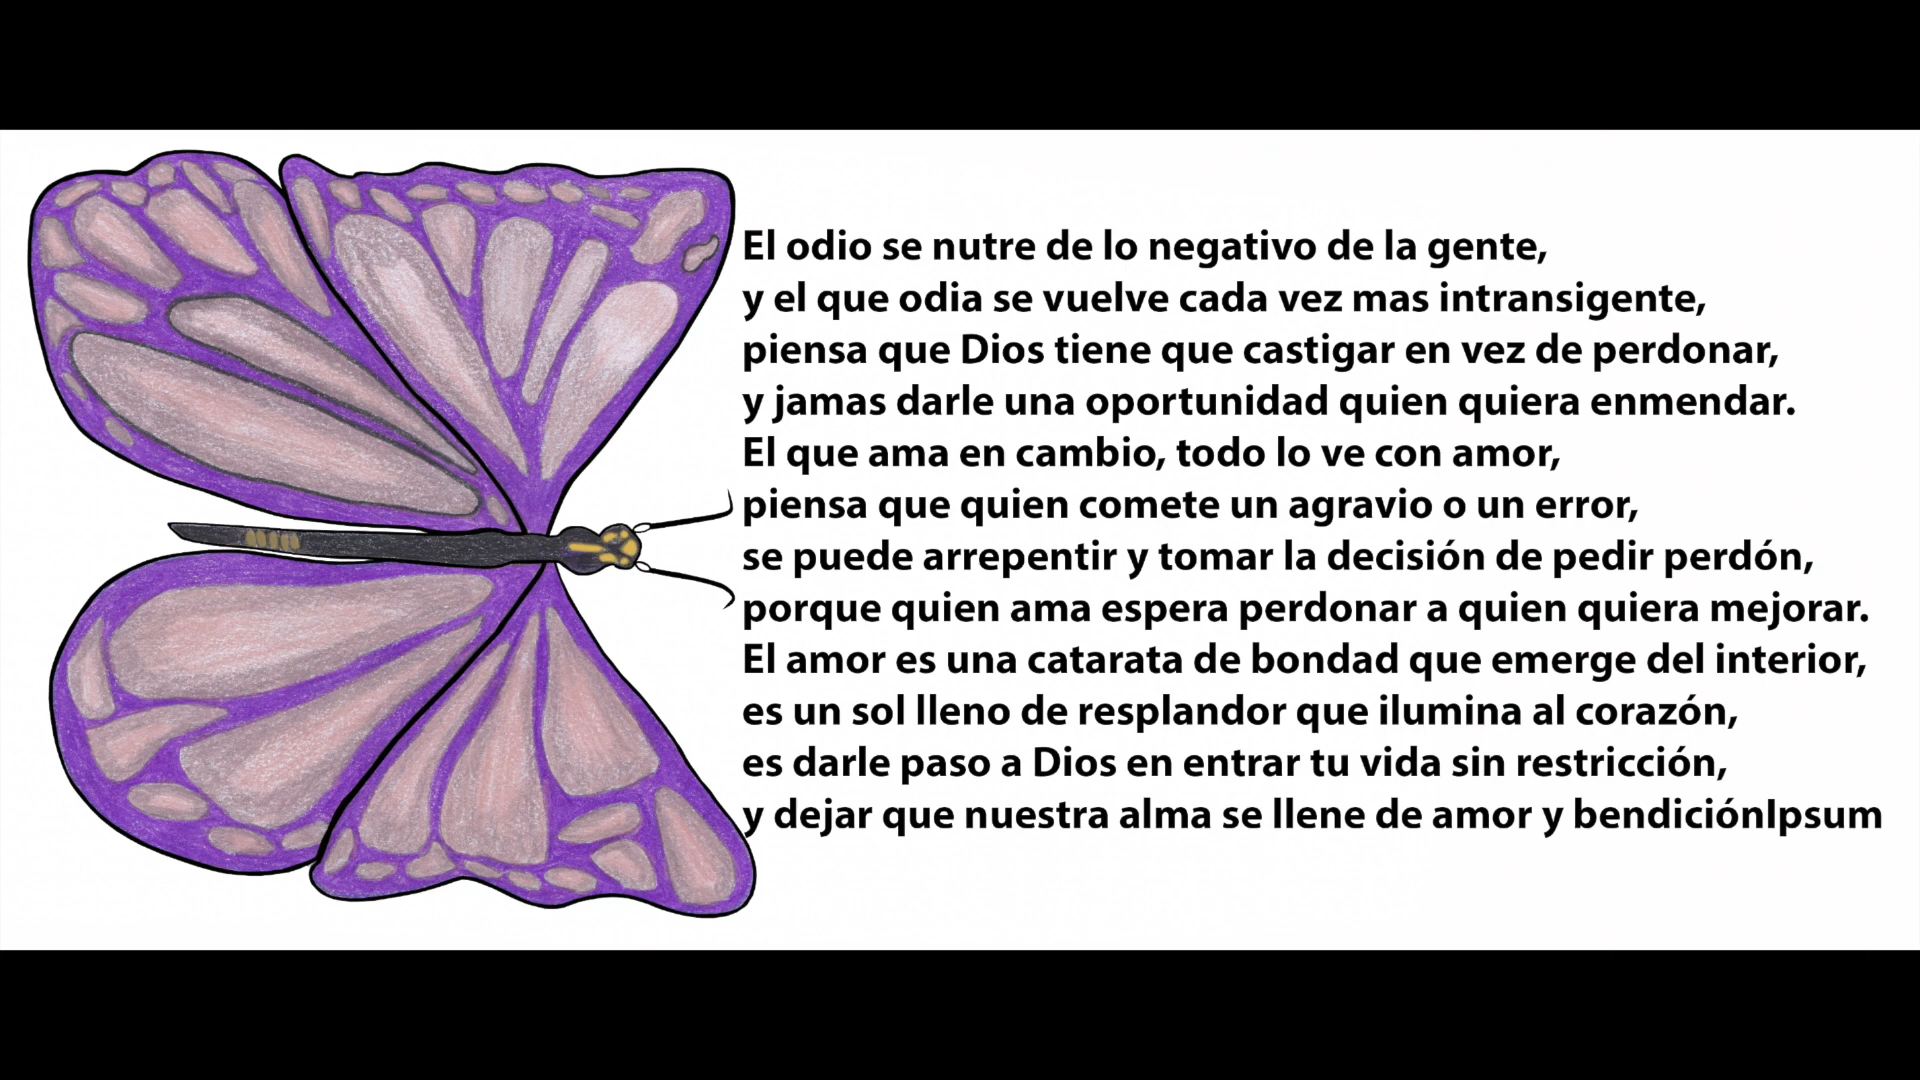 El odio se nutre de lo negativo de la gente,
y el que odia se vuelve cada vez mas intransigente,
piensa que Dios tiene que castigar en vez de perdonar,
y jamas darle una oportunidad quien quiera enmendar.
El que ama en cambio, todo lo ve con amor,
piensa que quien comete un agravio o un error,
se puede arrepentir y tomar la decisión de pedir perdón,
porque quien ama espera perdonar a quien quiera mejorar.
El amor es una catarata de bondad que emerge del interior,
es un sol lleno de resplandor que ilumina al corazón,
es darle paso a Dios en entrar tu vida sin restricción,
y dejar que nuestra alma se llene de amor y bendiciónIpsum